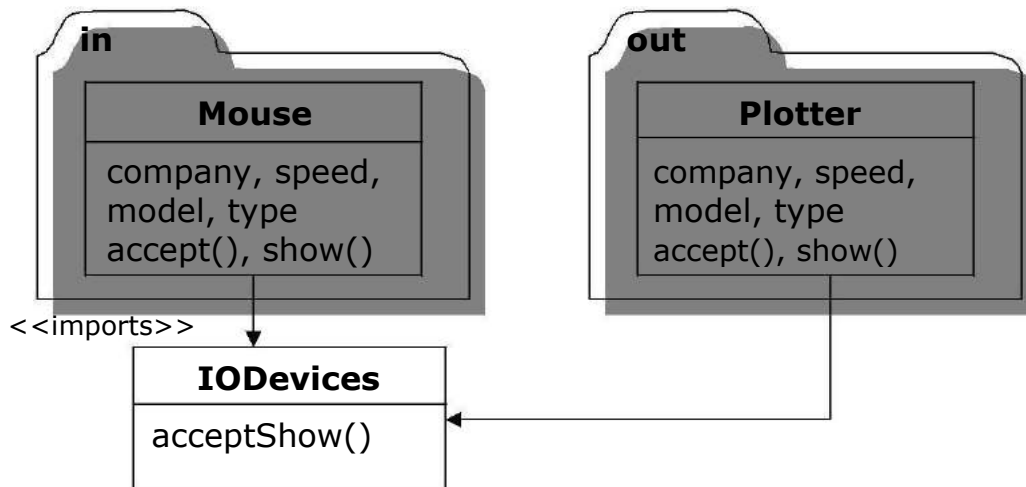 in
Mouse
company, speed,
model, type
accept(), show()
out
Plotter
company, speed,
model, type
accept(), show()
<<imports>>
IODevices
acceptShow()